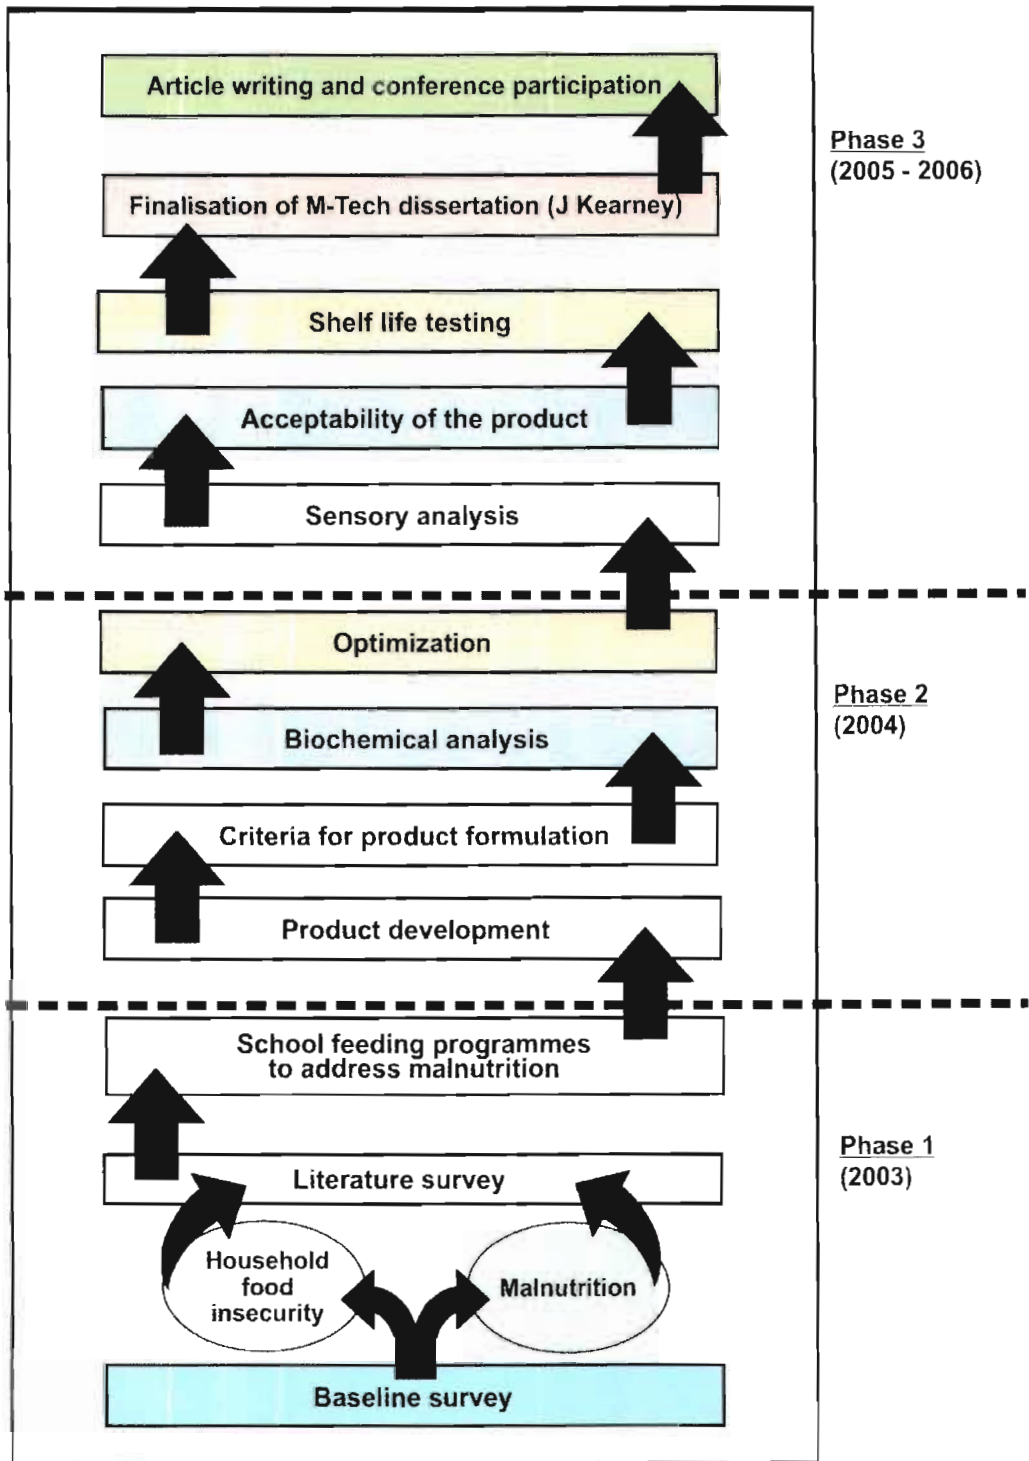 Article writing and conference participation
Phase 3
(2005 - 2006)
Finalisation of M-Tech dissertation (J Kearney)
Shelf life testing
Acceptability of the product
Sensory analysis
Optimization
Phase 2
(2004)
Biochemical analysis
Criteria for product formulation
Product development
School feeding programmes
to address malnutrition
Phase 1
(2003)
Literature survey
Household
food
insecurity
Malnutrition
Baseline survey